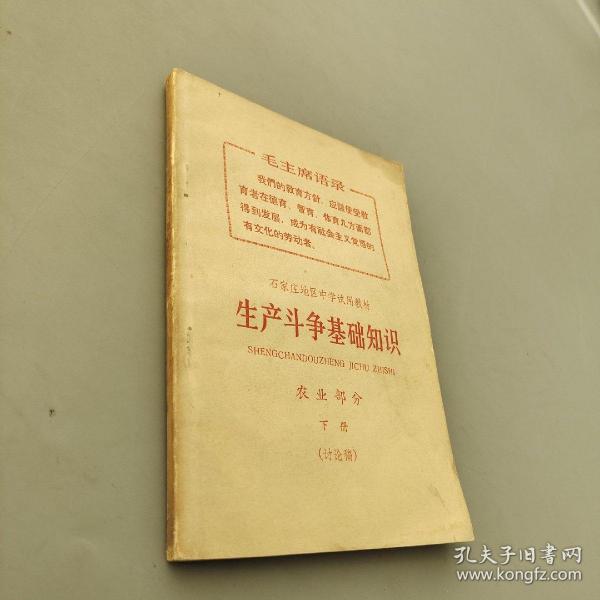 毛主席语录
我們的教育方針，应該使受教
育者在德育、智育、体育几方面都
得到发展，成为有社会主义觉悟的
有文化的劳动者。
石家庄地区中学试用教材
生产斗争基础知识
SHENGCHANDOUZHENG JICHU ZHISHI
农业部分
下册
（讨论稿）
孔夫子旧書网
www.kongfz.com